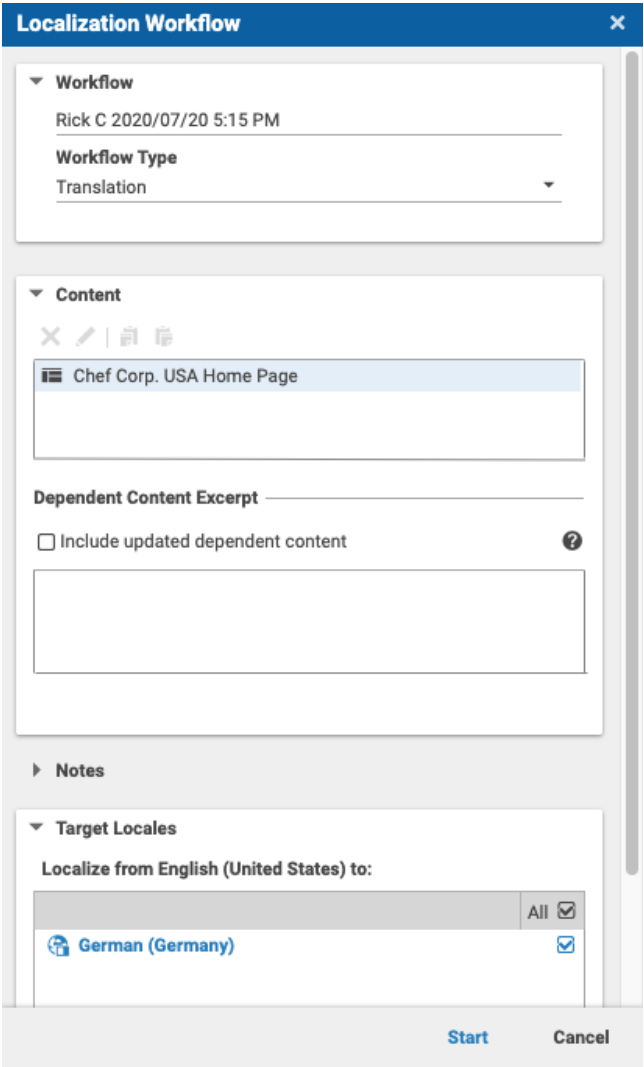 Localization Workflow
Workflow
Rick C 2020/07/20 5:15 PM
Workflow Type
Translation
Content
Chef Corp. USA Home Page
Dependent Content Excerpt
Include updated dependent content
Notes
Target Locales
Localize from English (United States) to:
All
German (Germany)
Start Cancel